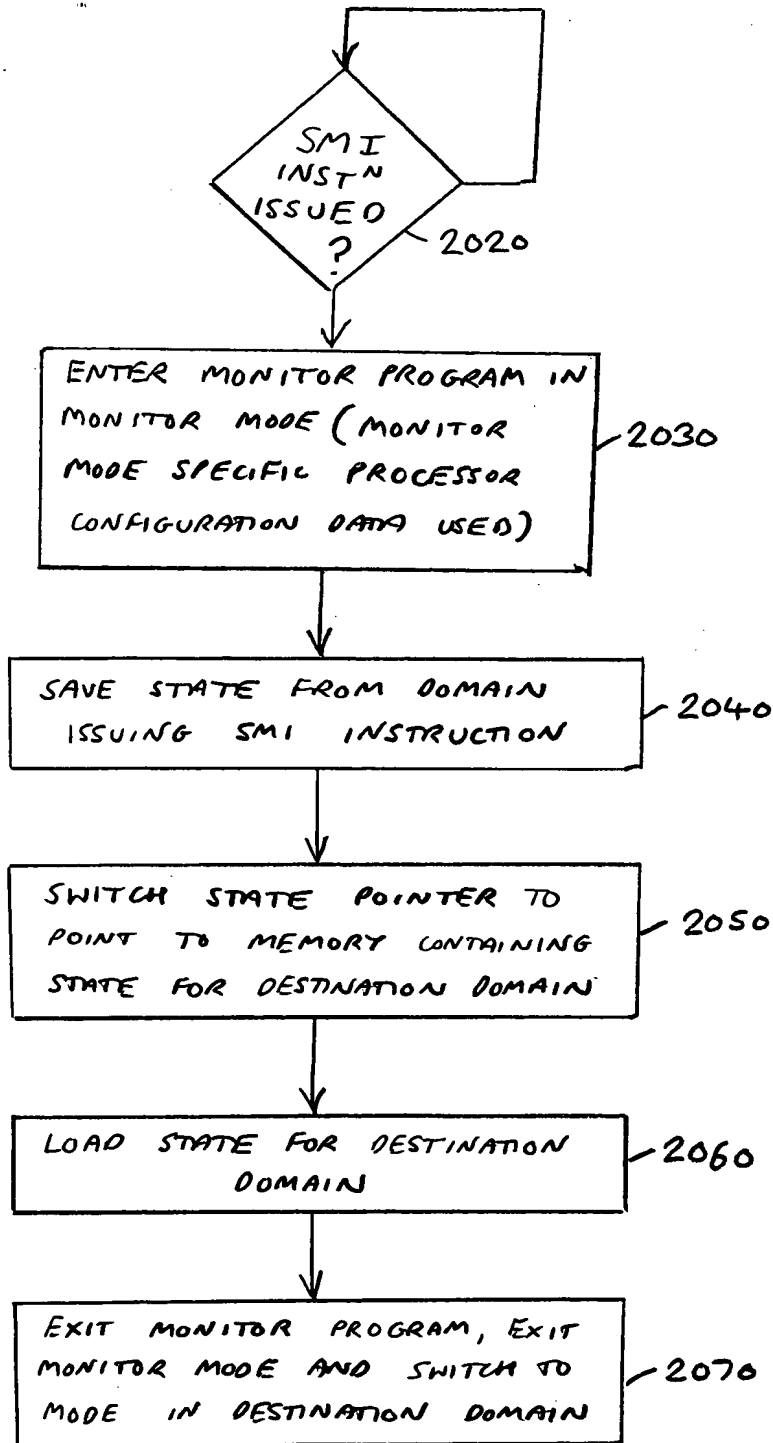 SMI
INSTN
ISSUED
?
2020
ENTER MONITOR PROGRAM IN
MONITOR MODE (MONITOR
MODE SPECIFIC PROCESSOR
CONFIGURATION DATA USED)
2030
SAVE STATE FROM DOMAIN
ISSUING SMI INSTRUCTION
2040
SWITCH STATE POINTER TO
POINT TO MEMORY CONTAINING
STATE FOR DESTINATION DOMAIN
2050
LOAD STATE FOR DESTINATION
DOMAIN
2060
EXIT MONITOR PROGRAM, EXIT
MONITOR MODE AND SWITCH TO
MODE IN DESTINATION DOMAIN
2070